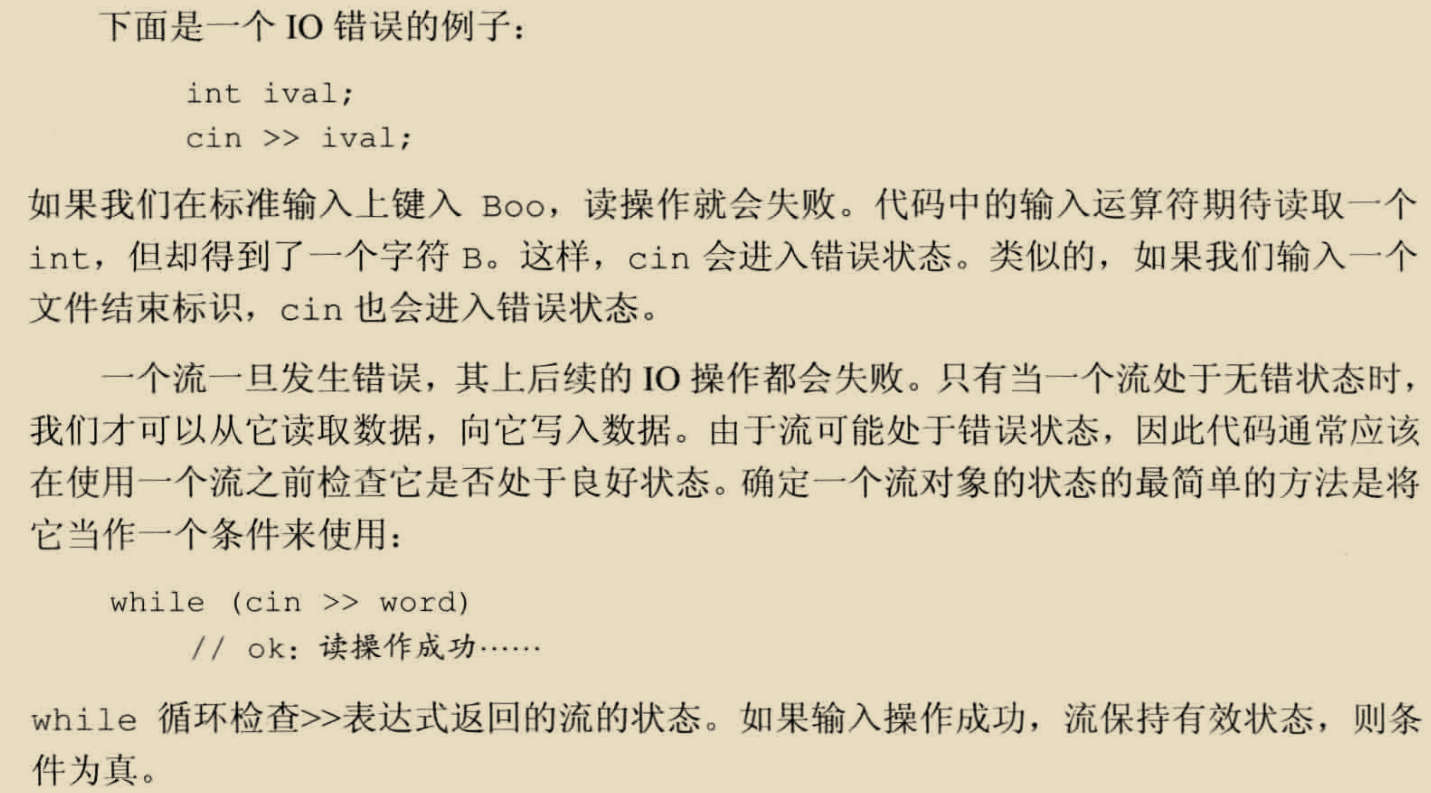 下面是一个 IO 错误的例子：
int ival;
cin >> ival;
如果我们在标准输入上键入 Boo，读操作就会失败。代码中的输入运算符期待读取一个
int，但却得到了一个字符 B。这样，cin 会进入错误状态。类似的，如果我们输入一个
文件结束标识，cin 也会进入错误状态。
一个流一旦发生错误，其上后续的 IO 操作都会失败。只有当一个流处于无错状态时，
我们才可以从它读取数据，向它写入数据。由于流可能处于错误状态，因此代码通常应该
在使用一个流之前检查它是否处于良好状态。确定一个流对象的状态的最简单的方法是将
它当作一个条件来使用：
while (cin >> word)
// ok: 读操作成功……
while 循环检查>>表达式返回的流的状态。如果输入操作成功，流保持有效状态，则条
件为真。